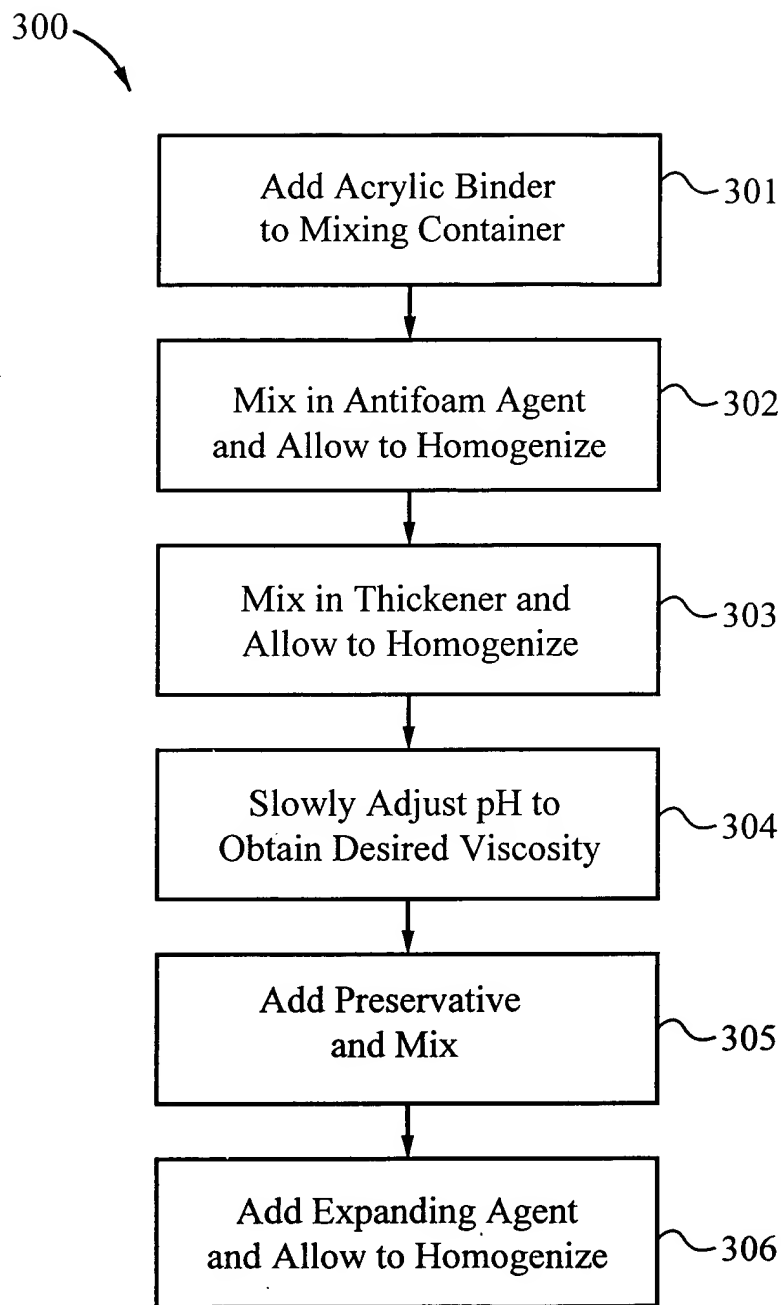 300
Add Acrylic Binder
to Mixing Container
301
Mix in Antifoam Agent
and Allow to Homogenize
302
Mix in Thickener and
Allow to Homogenize
303
Slowly Adjust pH to
Obtain Desired Viscosity
304
Add Preservative
and Mix
305
Add Expanding Agent
and Allow to Homogenize
306